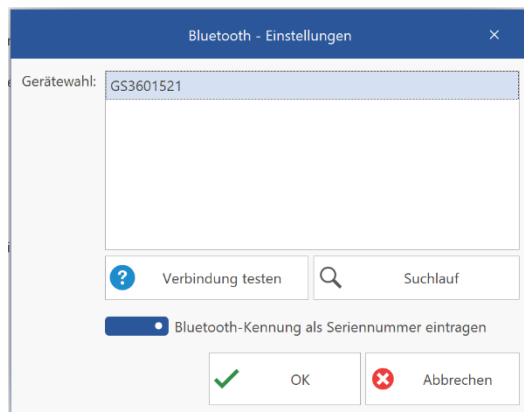 Bluetooth - Einstellungen
Gerätewahl: GS3601521
Verbindung testen Suchlauf
Bluetooth-Kennung als Seriennummer eintragen
OK Abbrechen